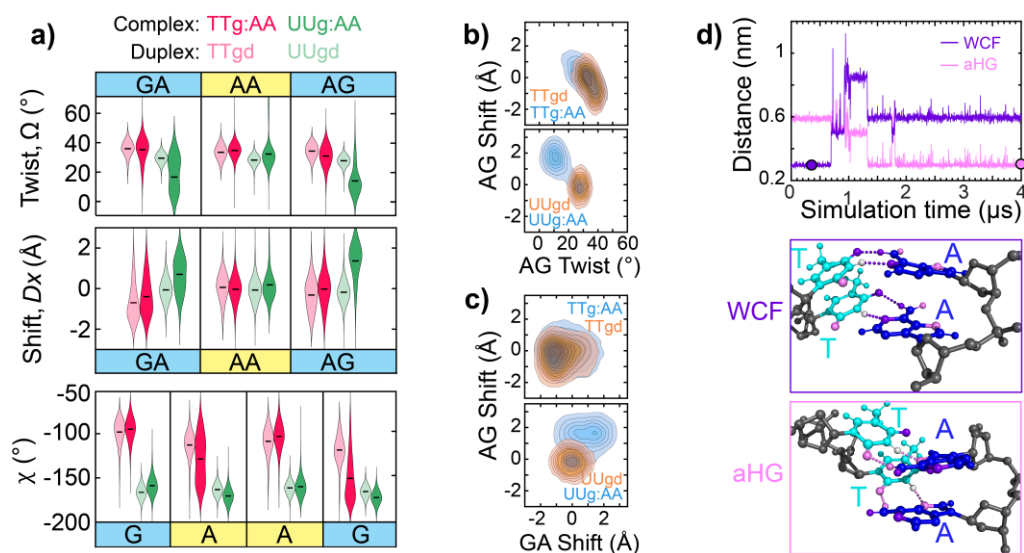 a)
Complex: TTg:AA UUg:AA
Duplex: TTgd UUgd
GA AA AG
Twist, Ω (°)
60
40
20
0
Shift, Dx (Å)
2
0
-2
GA AA AG
χ (°)
-50
-100
-150
-200
G A A G
b)
AG Shift (Å)
2
0
-2
TTgd
TTg:AA
2
0
-2
UUgd
UUg:AA
0 20 40 60
AG Twist (°)
c)
AG Shift (Å)
2
0
-2
TTg:AA
TTgd
2
0
-2
UUgd
UUg:AA
-2 0 2
GA Shift (Å)
d)
Distance (nm)
1
0.6
0.2
WCF
aHG
0 1 2 3 4
Simulation time (μs)
WCF
T
A
T
A
aHG
T
A
T
A